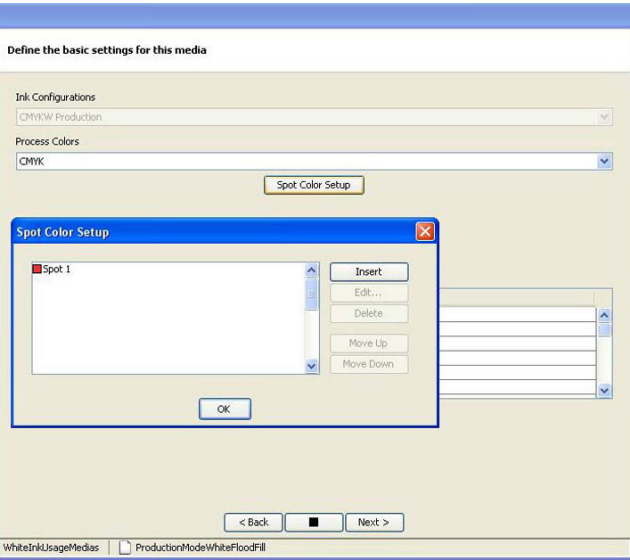 Define the basic settings for this media
Ink Configurations
CMYKW Production
Process Colors
CMYK
Spot Color Setup
Spot Color Setup
Spot 1
Insert
Edit...
Delete
Move Up
Move Down
OK
< Back
Next >
WhiteInkUsageMedias
ProductionModeWhiteFloodFill